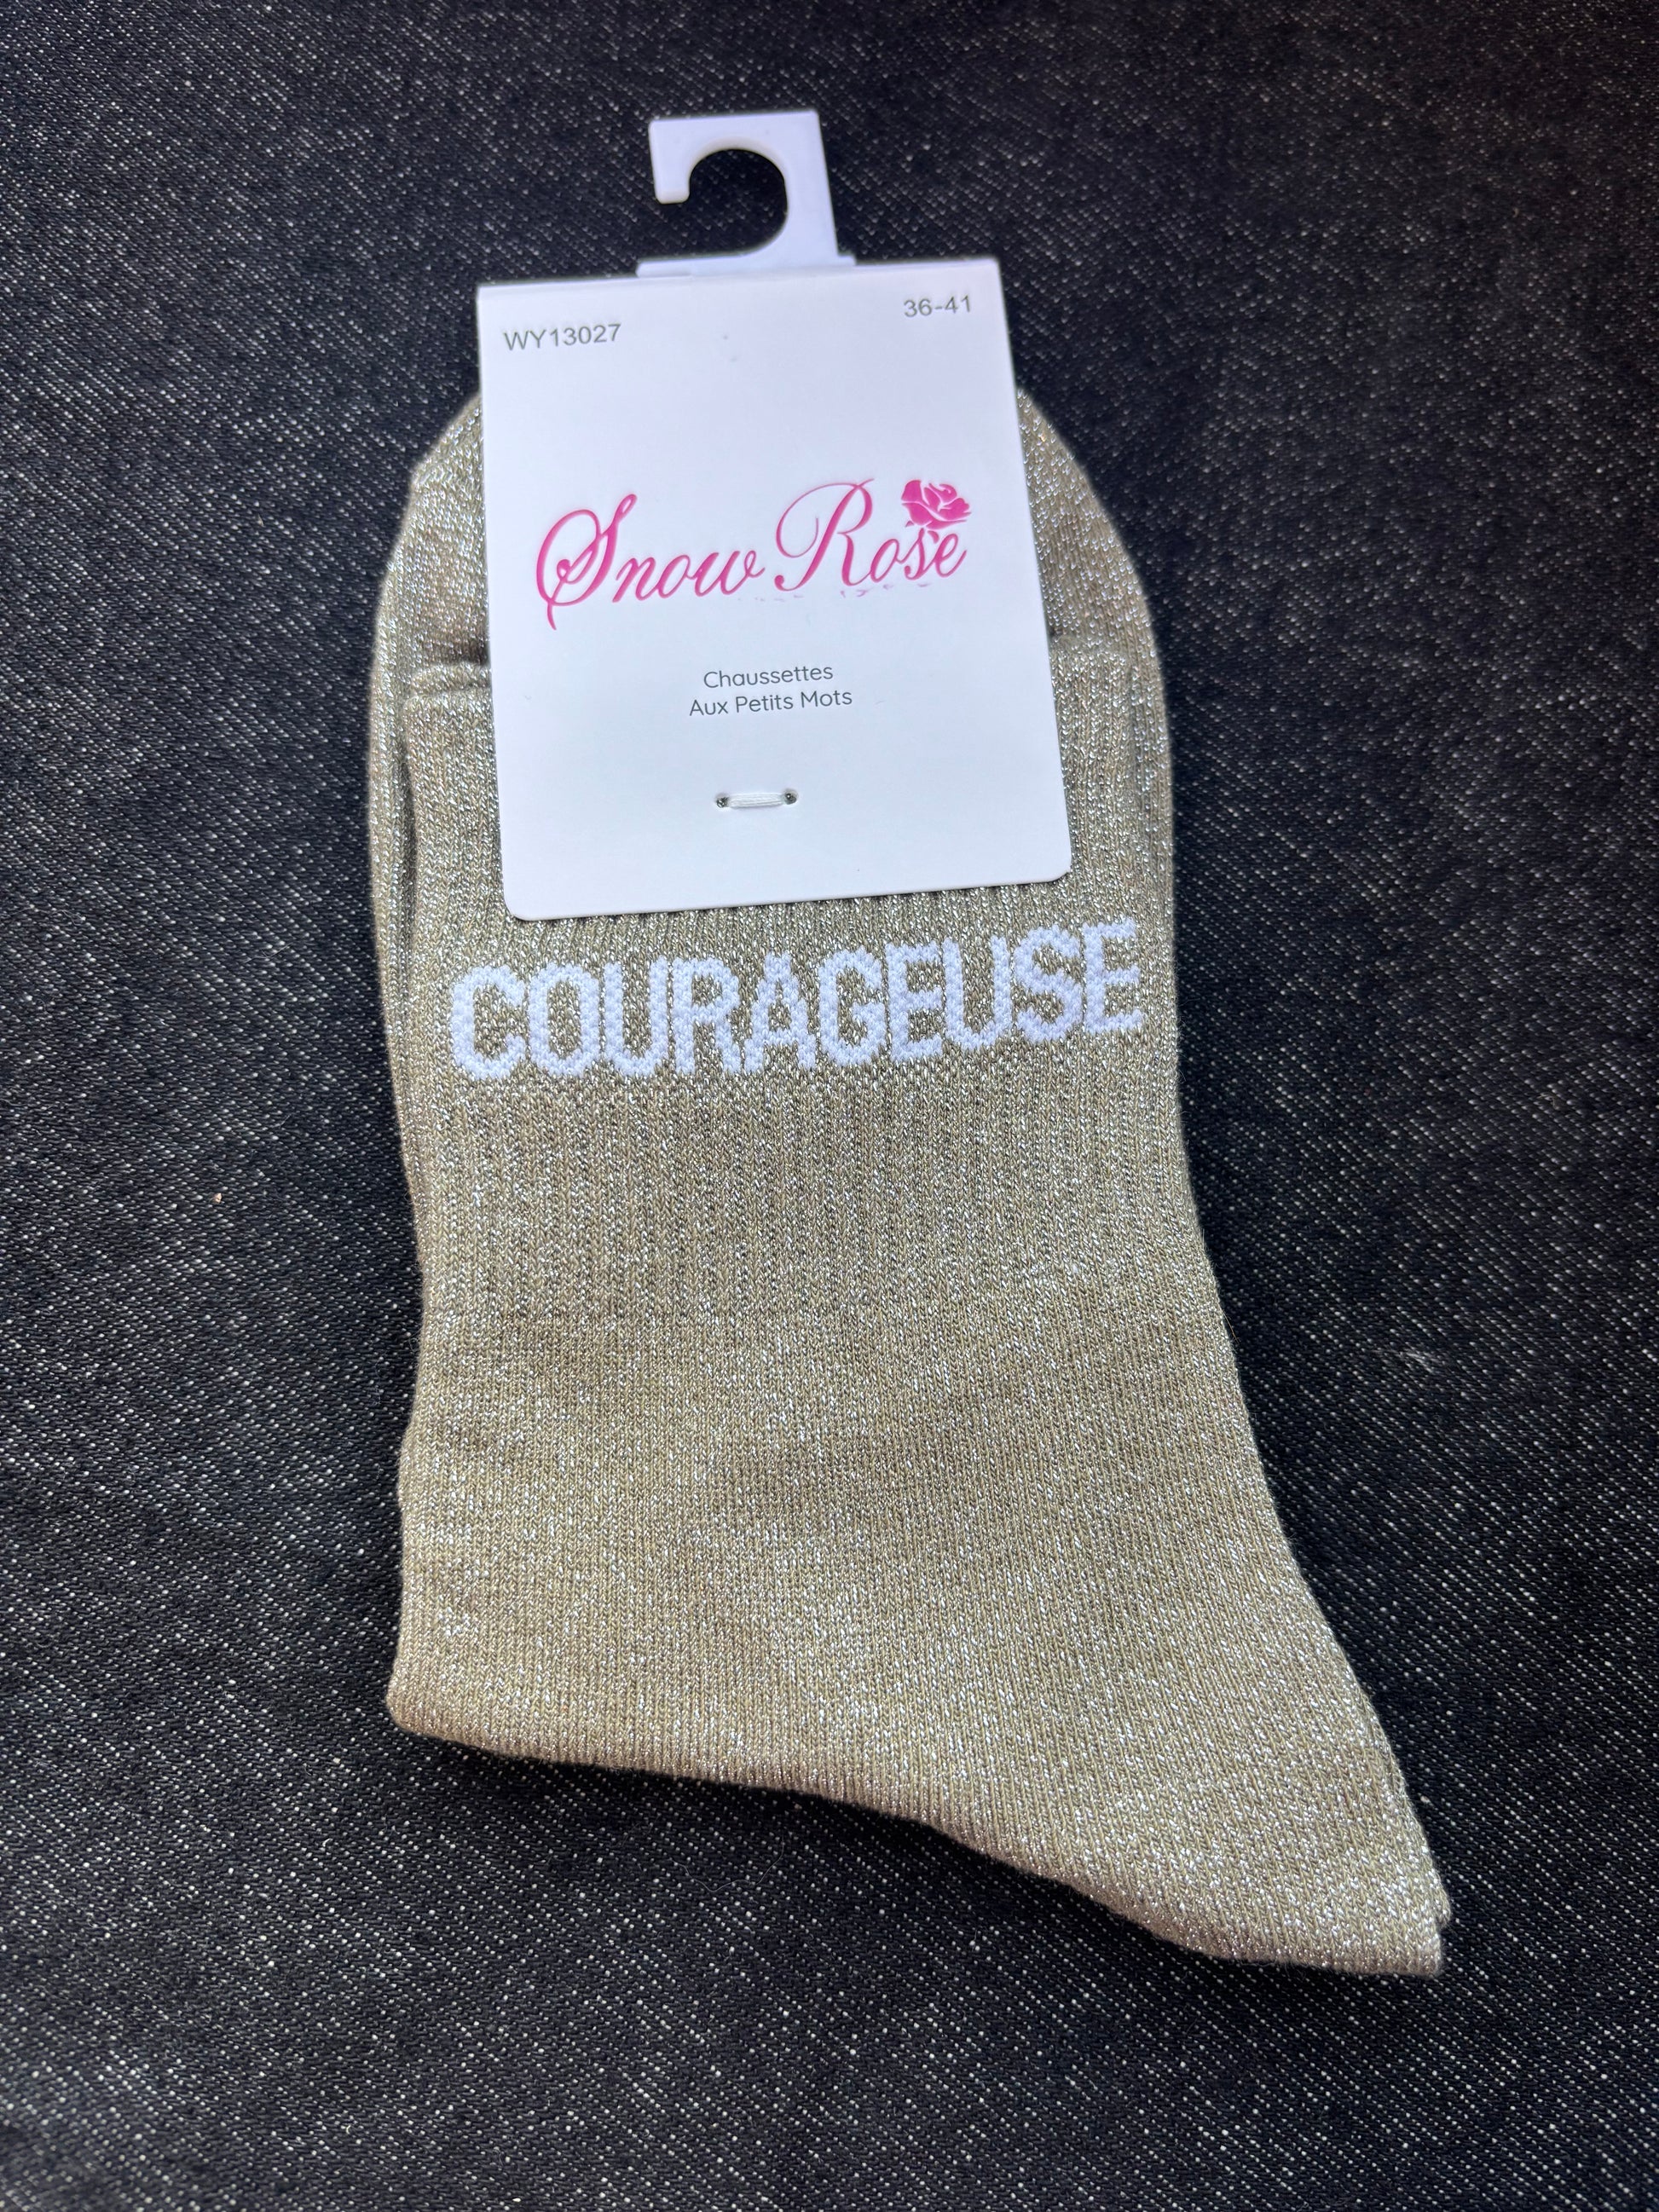 WY13027
36-41
Snow Rose
Chaussettes
Aux Petits Mots
COURAGEUSE